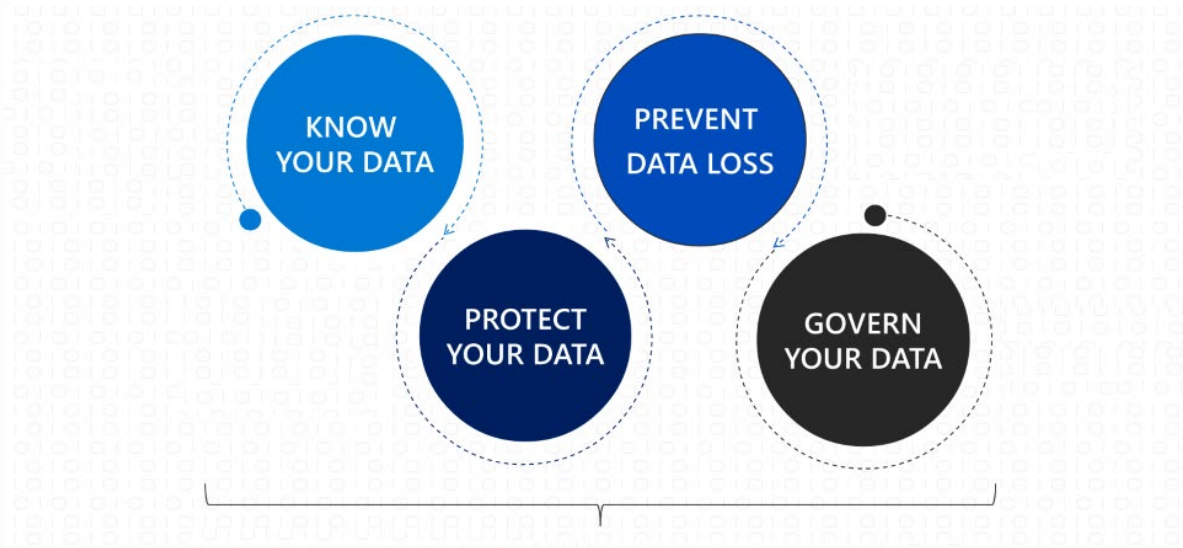 KNOW
YOUR DATA
PROTECT
YOUR DATA
PREVENT
DATA LOSS
GOVERN
YOUR DATA